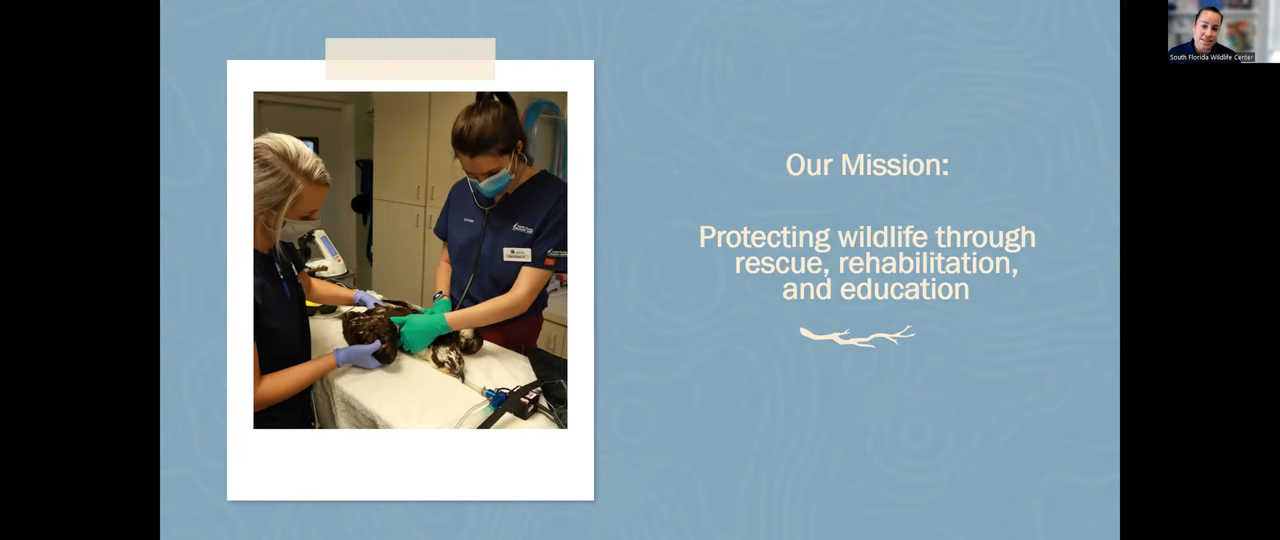 South Florida Wildlife Center
Our Mission:
Protecting wildlife through
rescue, rehabilitation,
and education